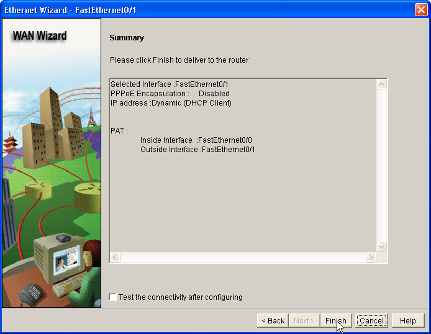 Ethernet Wizard - FastEthernet0/1
WAN Wizard
Summary
Please click Finish to deliver to the router
Selected Interface :FastEthernet0/1
PPPoE Encapsulation : Disabled
IP address :Dynamic (DHCP Client)
PAT :
Inside Interface :FastEthernet0/0
Outside Interface :FastEthernet0/1
Test the connectivity after configuring
< Back Next > Finish Cancel Help